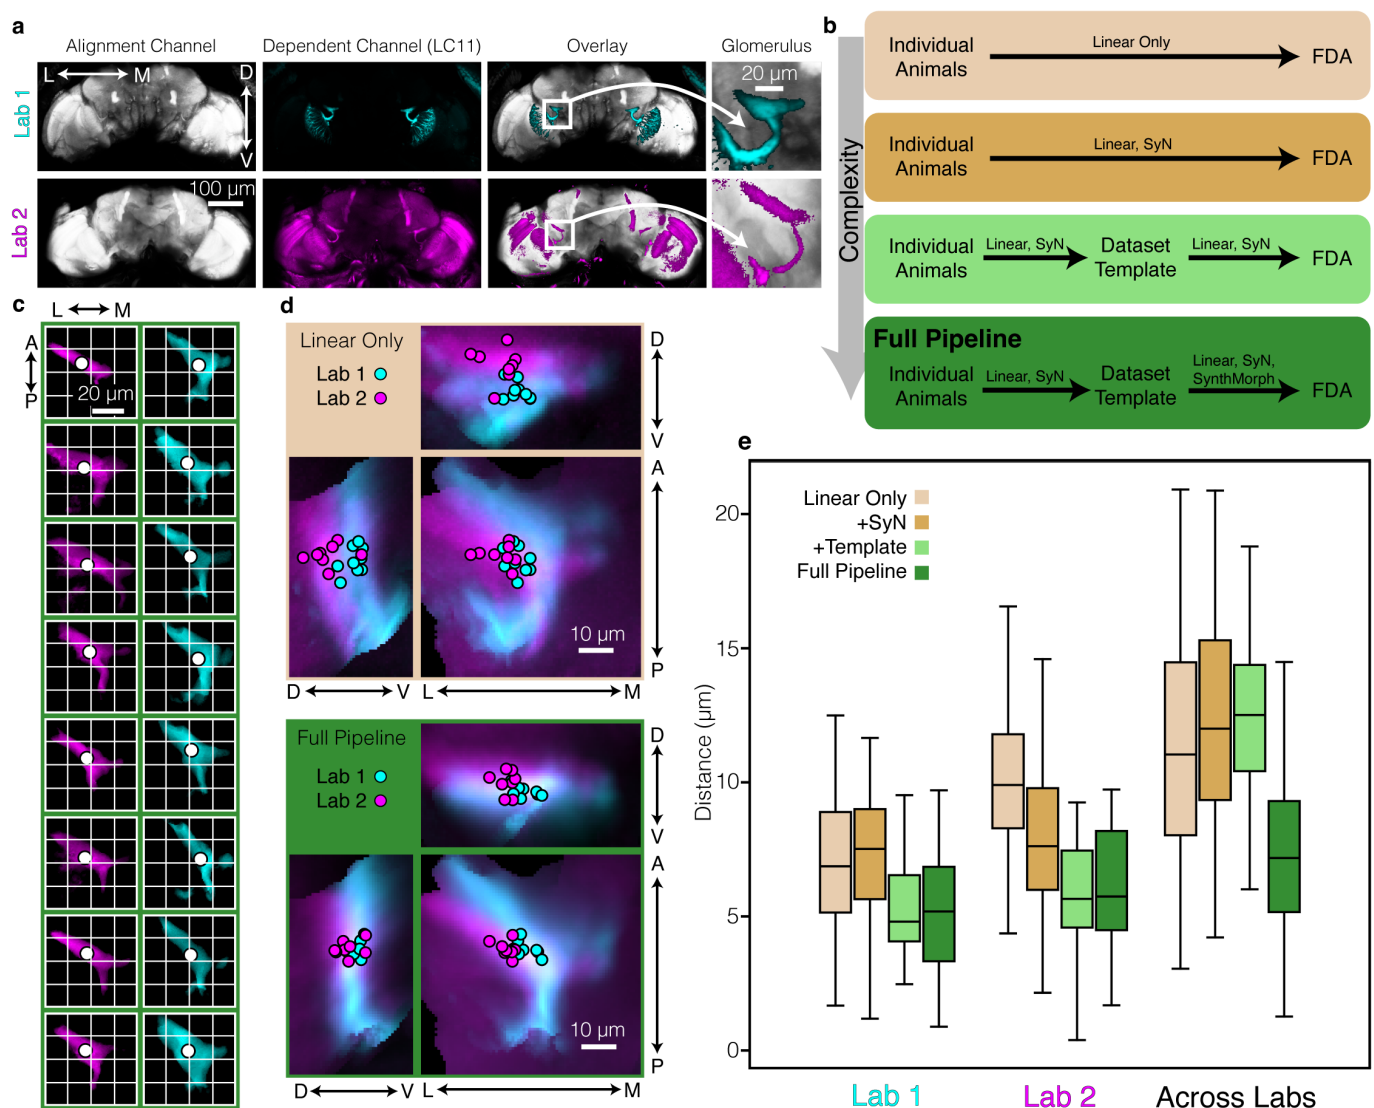 a
Alignment Channel
Dependent Channel (LC11)
Overlay
Glomerulus
Lab 1
L
M
D
V
20 µm
Lab 2
100 µm
b
Complexity
Individual
Animals
Linear Only
FDA
Individual
Animals
Linear, SyN
FDA
Individual
Animals
Linear, SyN
Dataset
Template
Linear, SyN
FDA
Full Pipeline
Individual
Animals
Linear, SyN
Dataset
Template
Linear, SyN,
SynthMorph
FDA
c
L
M
A
P
20 µm
d
Linear Only
Lab 1
Lab 2
D
V
A
P
10 µm
D
V
L
M
Full Pipeline
Lab 1
Lab 2
D
V
A
P
10 µm
D
V
L
M
e
Linear Only
+SyN
+Template
Full Pipeline
Distance (µm)
20
15
10
5
0
Lab 1
Lab 2
Across Labs